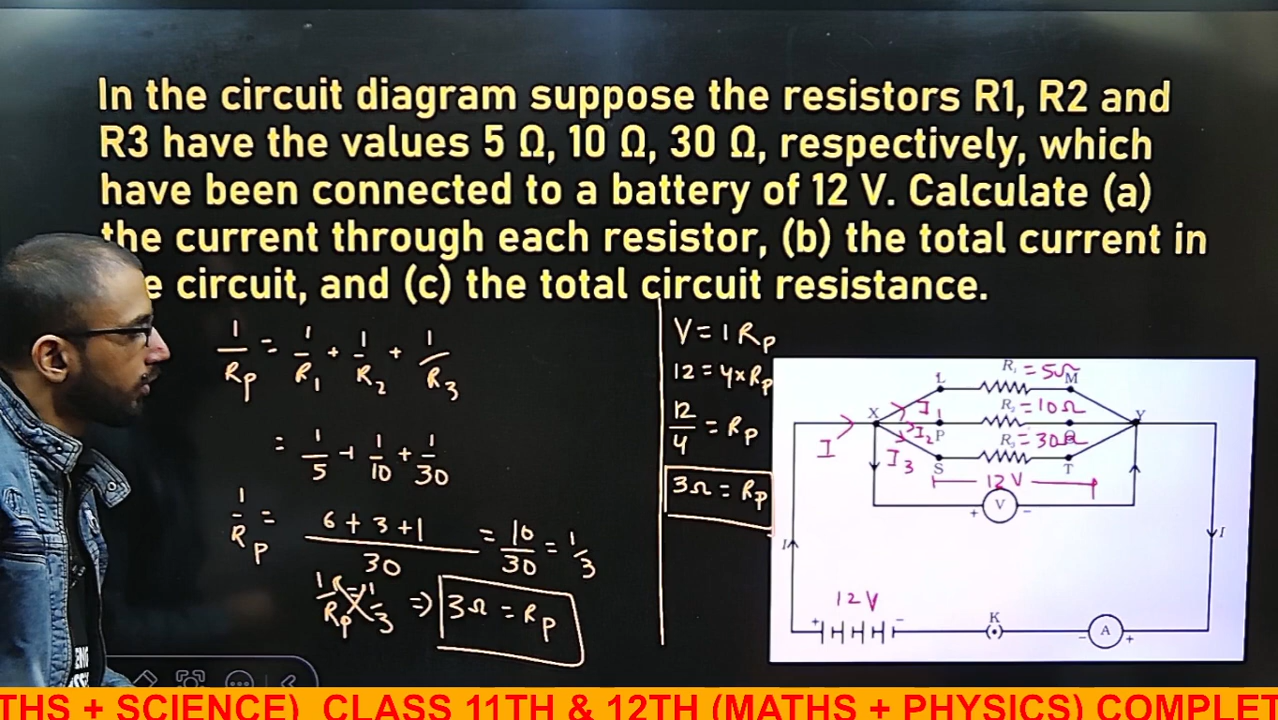 In the circuit diagram suppose the resistors R1, R2 and
R3 have the values 5 Ω, 10 Ω, 30 Ω, respectively, which
have been connected to a battery of 12 V. Calculate (a)
the current through each resistor, (b) the total current in
e circuit, and (c) the total circuit resistance.
1/Rp = 1/R1 + 1/R2 + 1/R3
= 1/5 + 1/10 + 1/30
1/Rp = 6+3+1/30 = 10/30 = 1/3
1/Rp = 1/3 ⇒ 3Ω = Rp
V = I Rp
12 = 4 x Rp
12/4 = Rp
3Ω = Rp
L R1 = 5Ω M
X I1 R2 = 10Ω Y
I I2 P Q
I3 R3 = 30Ω
S T
12 V
+ V -
I I
12 V
+ - K - A +
THS + SCIENCE) CLASS 11TH & 12TH (MATHS + PHYSICS) COMPLET